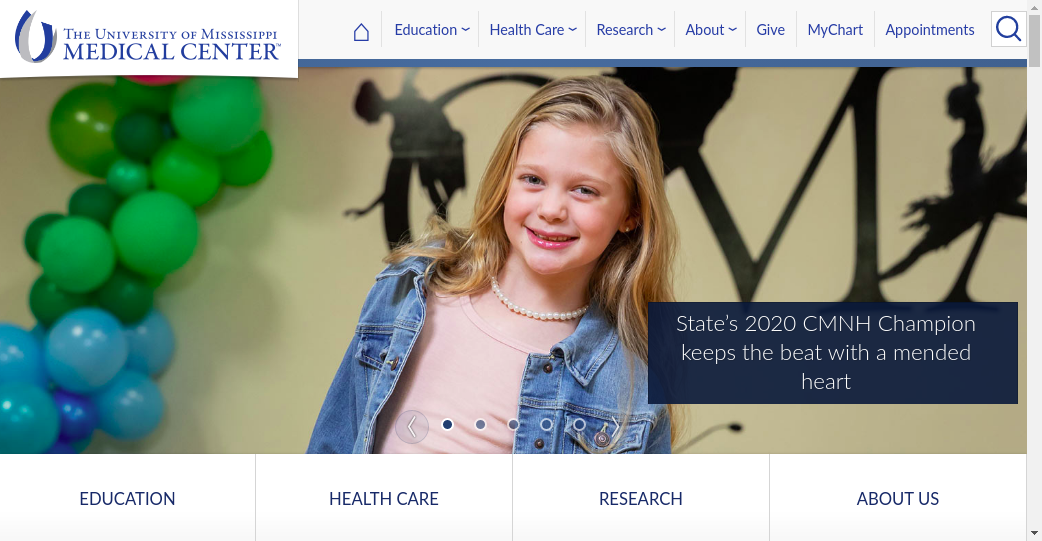 THE UNIVERSITY OF MISSISSIPPI
MEDICAL CENTER™
Education
Health Care
Research
About
Give
MyChart
Appointments
State's 2020 CMNH Champion
keeps the beat with a mended
heart
EDUCATION
HEALTH CARE
RESEARCH
ABOUT US